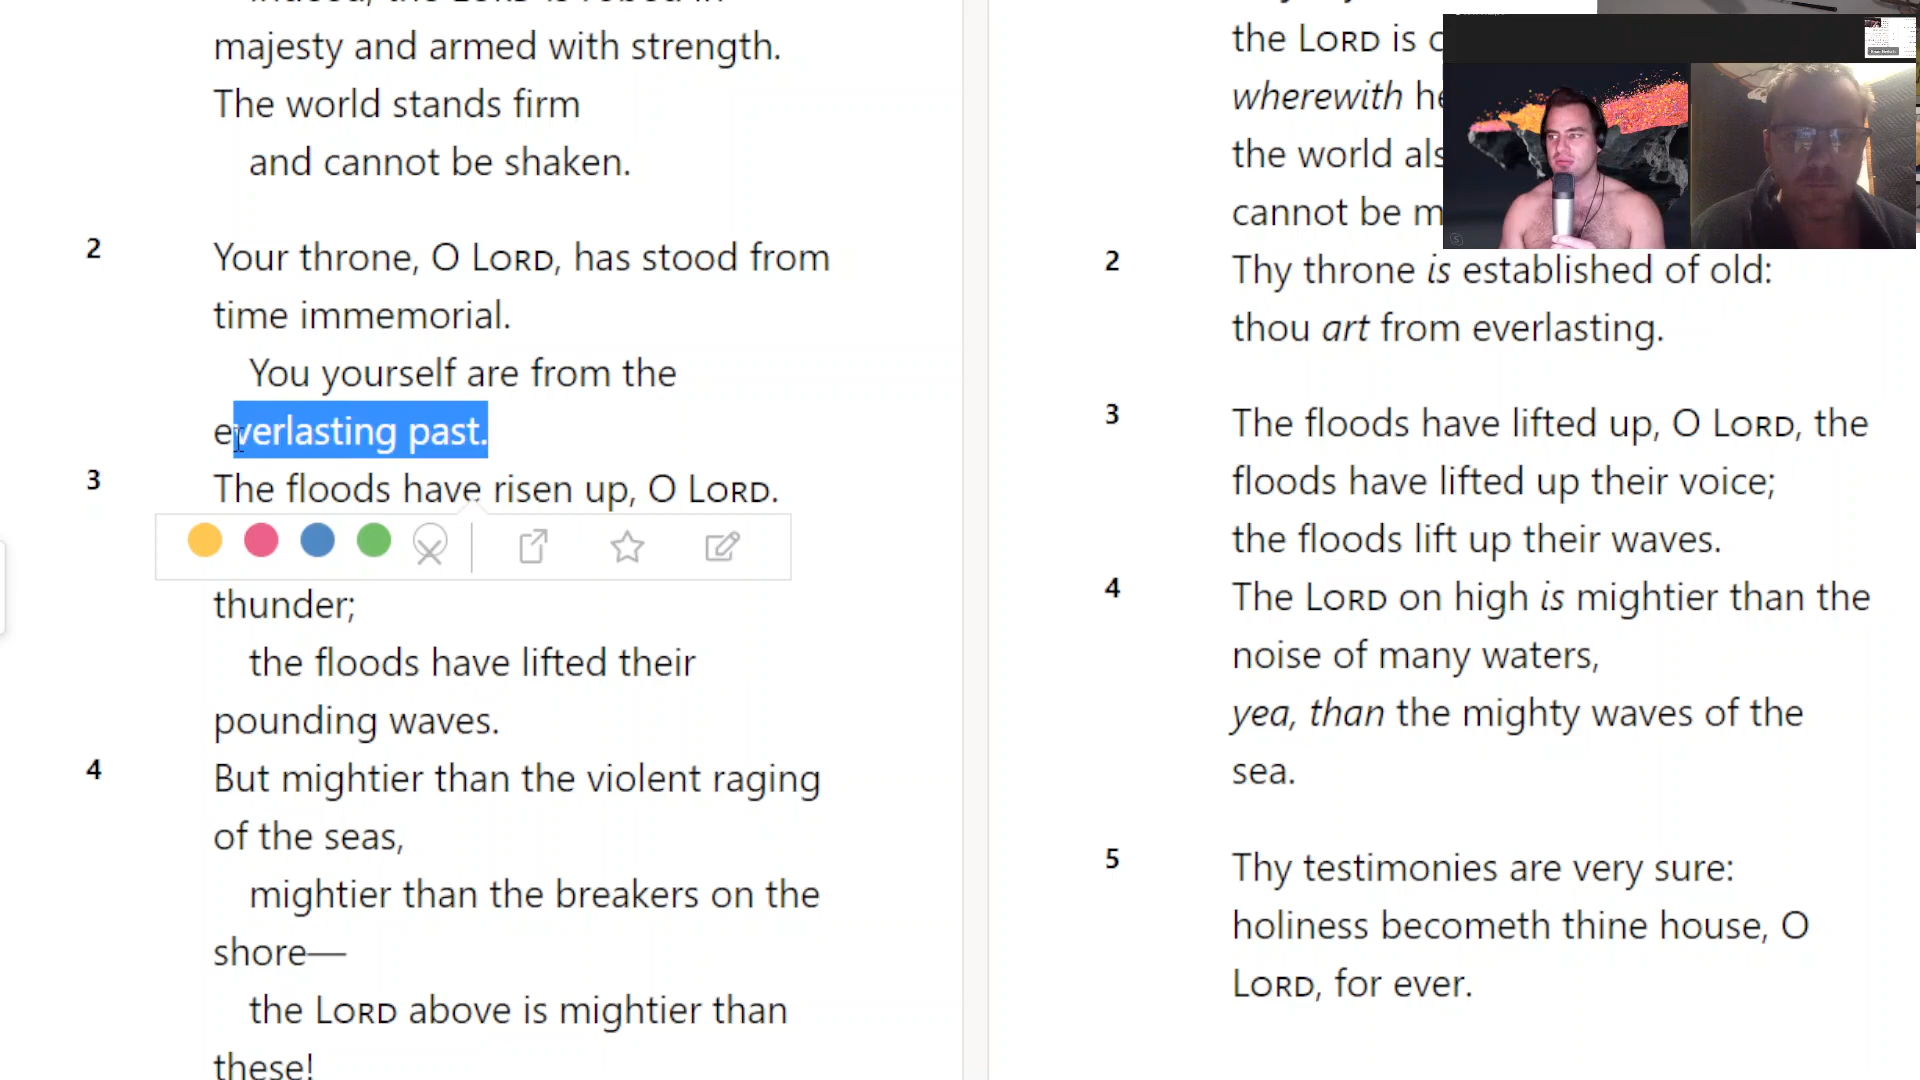 majesty and armed with strength.
The world stands firm
and cannot be shaken.
2 Your throne, O LORD, has stood from
time immemorial.
You yourself are from the
everlasting past.
3 The floods have risen up, O LORD.
thunder;
the floods have lifted their
pounding waves.
4 But mightier than the violent raging
of the seas,
mightier than the breakers on the
shore—
the LORD above is mightier than
these!
the LORD is
wherewith he
the world
cannot be
2 Thy throne is established of old:
thou art from everlasting.
3 The floods have lifted up, O LORD, the
floods have lifted up their voice;
the floods lift up their waves.
4 The LORD on high is mightier than the
noise of many waters,
yea, than the mighty waves of the
sea.
5 Thy testimonies are very sure:
holiness becometh thine house, O
LORD, for ever.